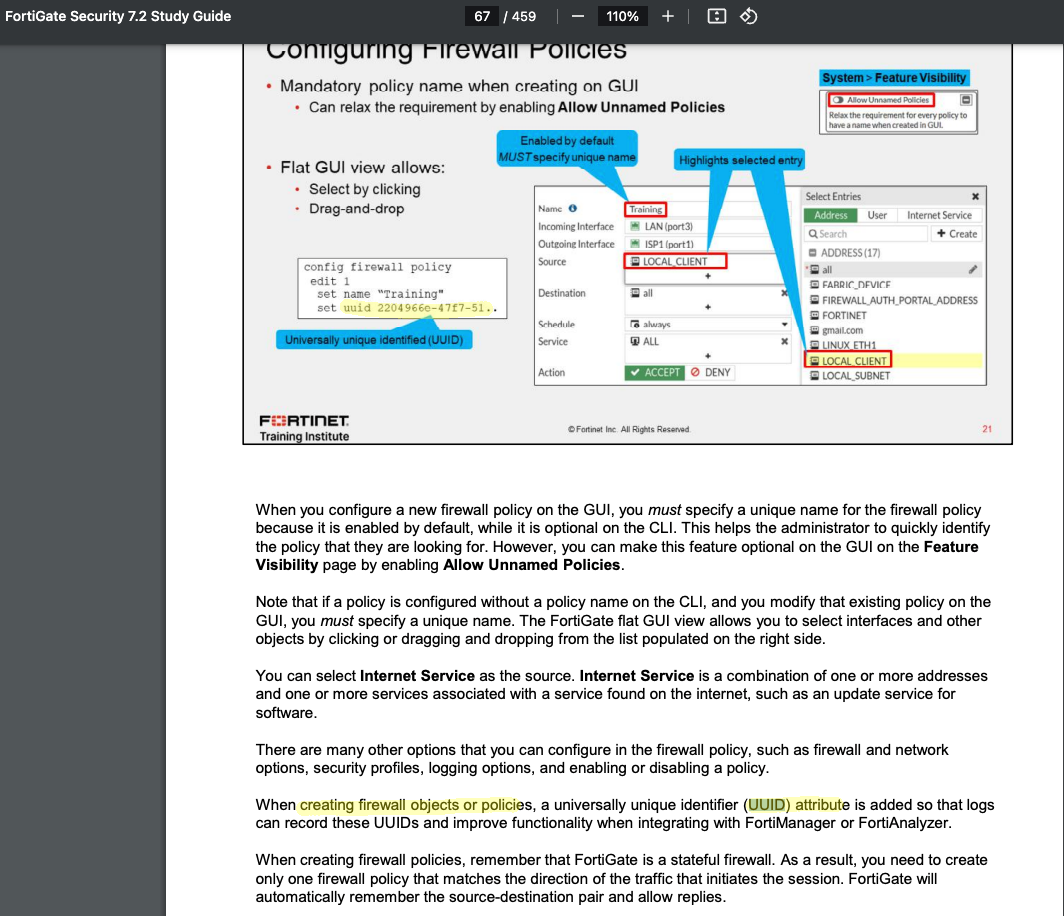 FortiGate Security 7.2 Study Guide
67 / 459
110%
Configuring Firewall Policies
• Mandatory policy name when creating on GUI
• Can relax the requirement by enabling Allow Unnamed Policies
System > Feature Visibility
Allow Unnamed Policies
Relax the requirement for every policy to
have a name when created in GUI.
Enabled by default
MUST specify unique name
Highlights selected entry
• Flat GUI view allows:
• Select by clicking
• Drag-and-drop
config firewall policy
edit 1
set name "Training"
set uuid 2204966e-47f7-51..
Universally unique identified (UUID)
Name
Training
Incoming Interface
LAN (port3)
Outgoing Interface
ISP1 (port1)
Source
LOCAL_CLIENT
+
Destination
all
+
Schedule
always
Service
ALL
+
Action
ACCEPT
DENY
Select Entries
Address
User
Internet Service
Search
+ Create
ADDRESS (17)
all
FABRIC_DEVICE
FIREWALL_AUTH_PORTAL_ADDRESS
FORTINET
gmail.com
LINUX_ETH1
LOCAL_CLIENT
LOCAL_SUBNET
FORTINET
Training Institute
© Fortinet Inc. All Rights Reserved.
21
When you configure a new firewall policy on the GUI, you must specify a unique name for the firewall policy
because it is enabled by default, while it is optional on the CLI. This helps the administrator to quickly identify
the policy that they are looking for. However, you can make this feature optional on the GUI on the Feature
Visibility page by enabling Allow Unnamed Policies.
Note that if a policy is configured without a policy name on the CLI, and you modify that existing policy on the
GUI, you must specify a unique name. The FortiGate flat GUI view allows you to select interfaces and other
objects by clicking or dragging and dropping from the list populated on the right side.
You can select Internet Service as the source. Internet Service is a combination of one or more addresses
and one or more services associated with a service found on the internet, such as an update service for
software.
There are many other options that you can configure in the firewall policy, such as firewall and network
options, security profiles, logging options, and enabling or disabling a policy.
When creating firewall objects or policies, a universally unique identifier (UUID) attribute is added so that logs
can record these UUIDs and improve functionality when integrating with FortiManager or FortiAnalyzer.
When creating firewall policies, remember that FortiGate is a stateful firewall. As a result, you need to create
only one firewall policy that matches the direction of the traffic that initiates the session. FortiGate will
automatically remember the source-destination pair and allow replies.